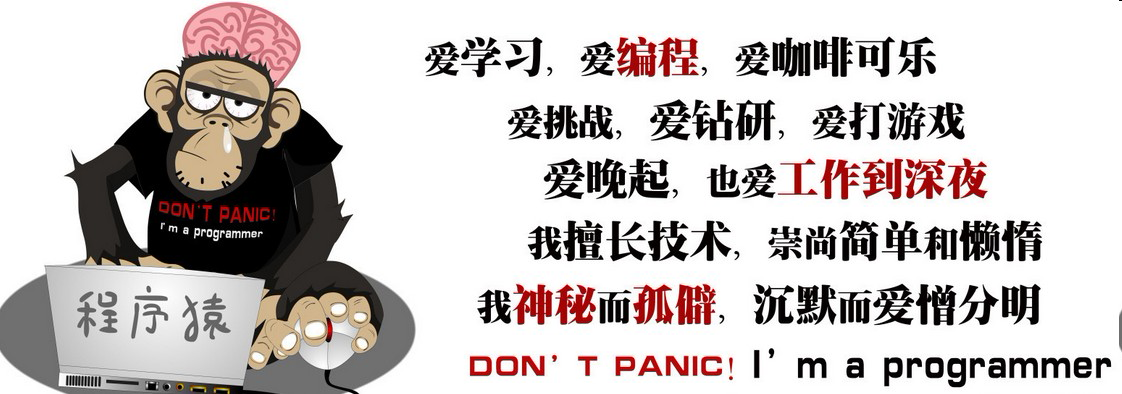 DON'T PANIC!
I'm a programmer
程序猿
爱学习，爱编程，爱咖啡可乐
爱挑战，爱钻研，爱打游戏
爱晚起，也爱工作到深夜
我擅长技术，崇尚简单和懒惰
我神秘而孤僻，沉默而爱憎分明
DON'T PANIC! I'm a programmer